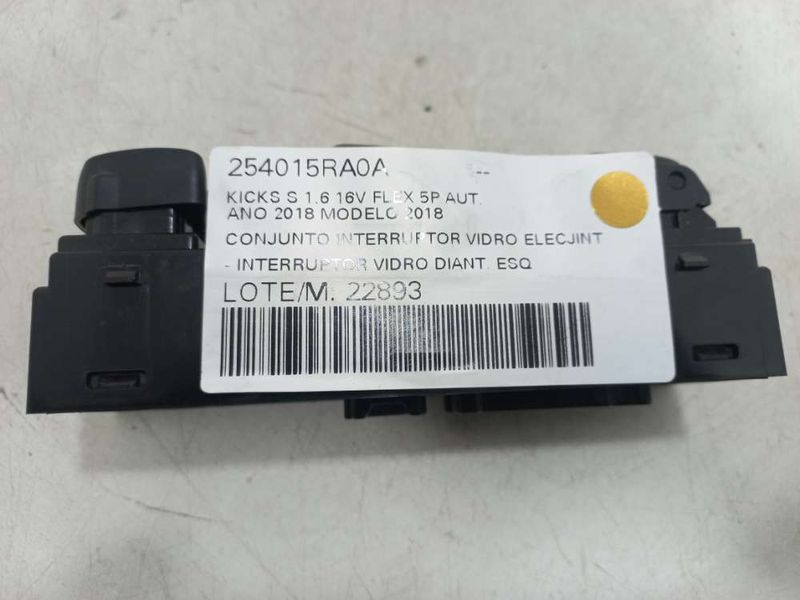 254015RA0A --
KICKS S 1.6 16V FLEX 5P AUT.
ANO 2018 MODELO 2018
CONJUNTO INTERRUPTOR VIDRO ELECJINT
- INTERRUPTOR VIDRO DIANT. ESQ
LOTE/M: 22893